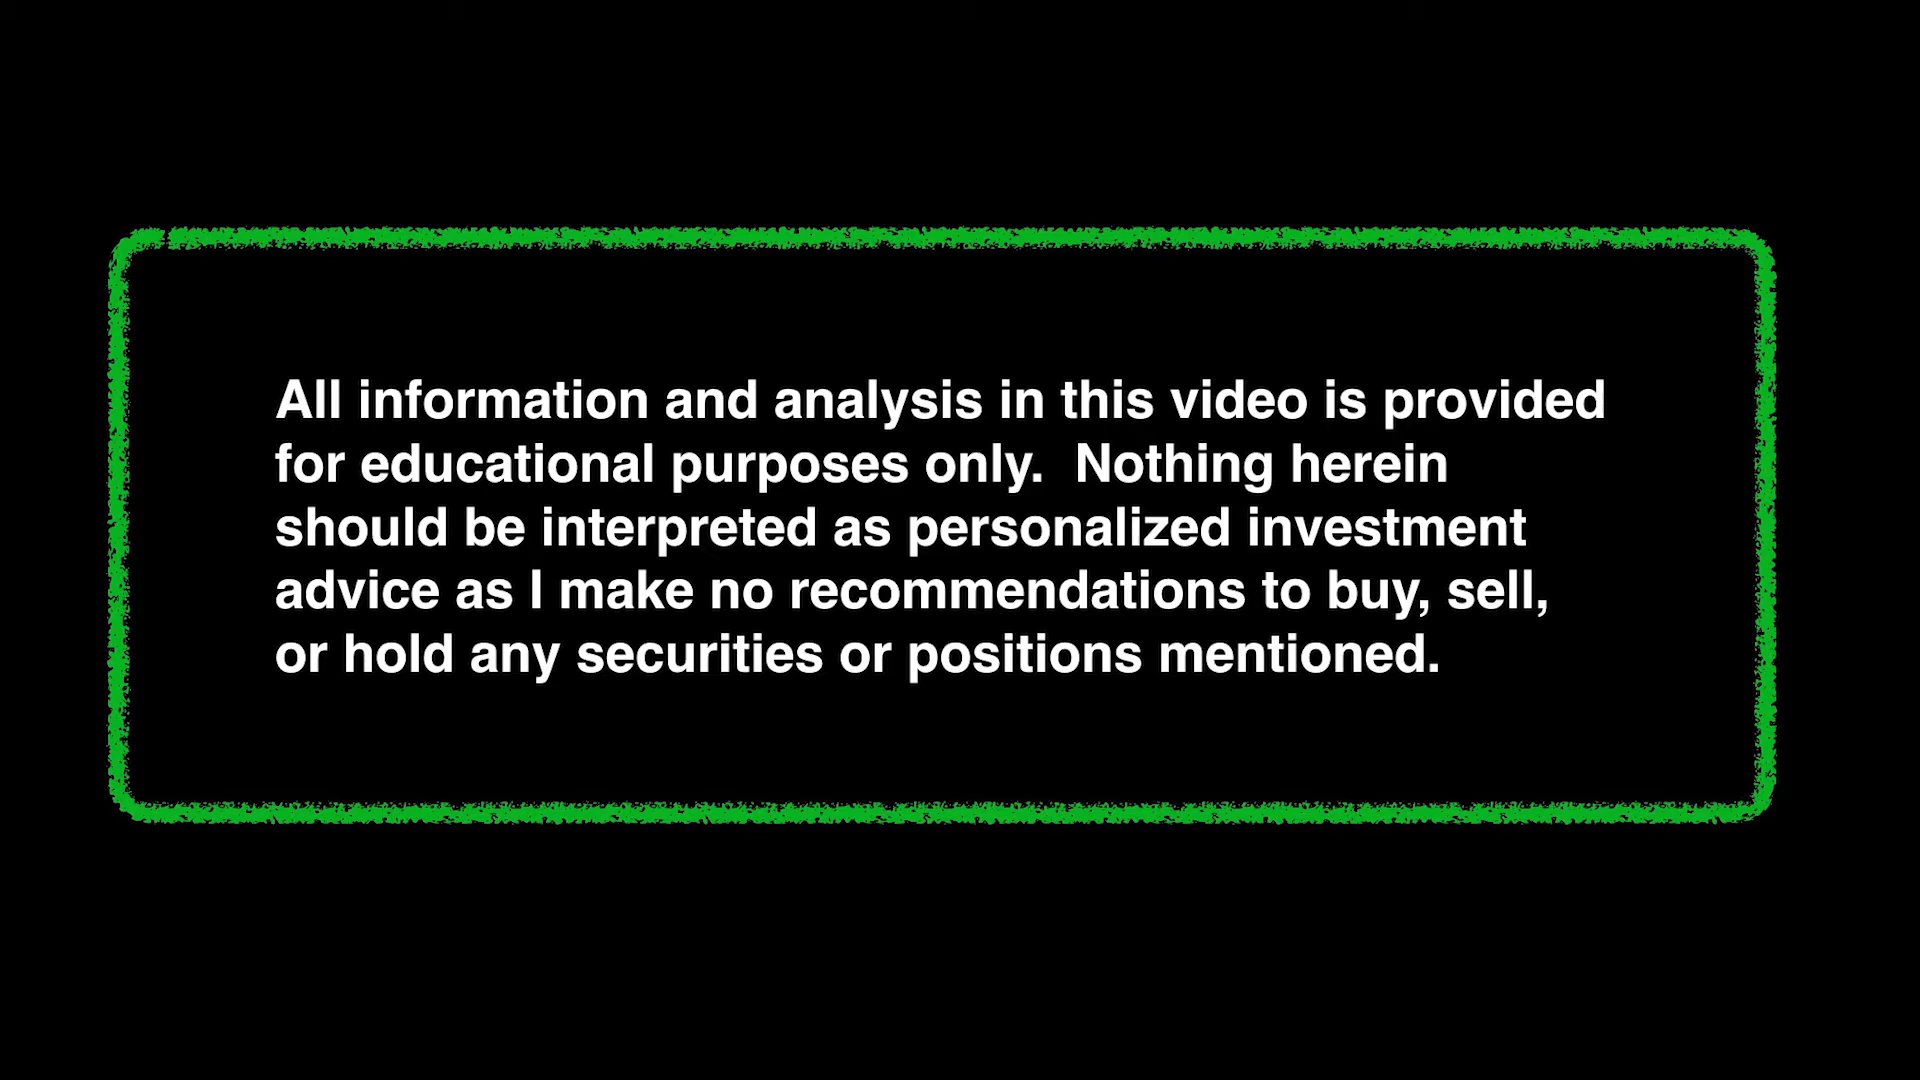 All information and analysis in this video is provided
for educational purposes only.  Nothing herein
should be interpreted as personalized investment
advice as I make no recommendations to buy, sell,
or hold any securities or positions mentioned.